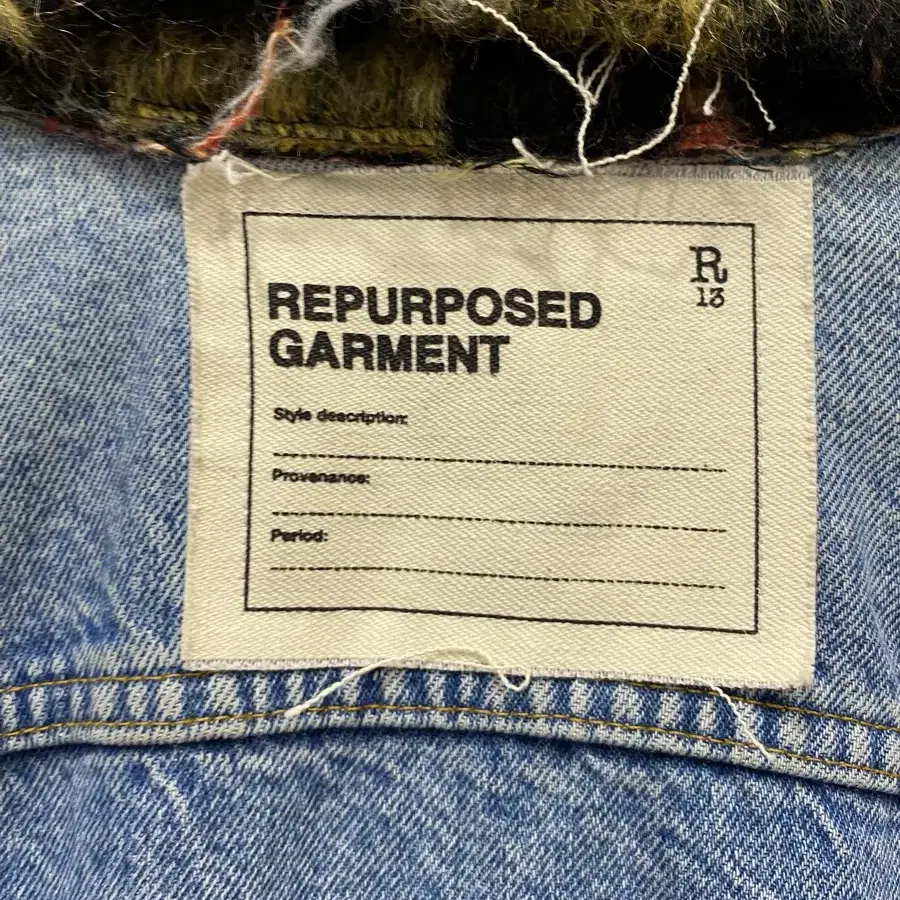 R
13
REPURPOSED
GARMENT
Style description:
Provenance:
Period: